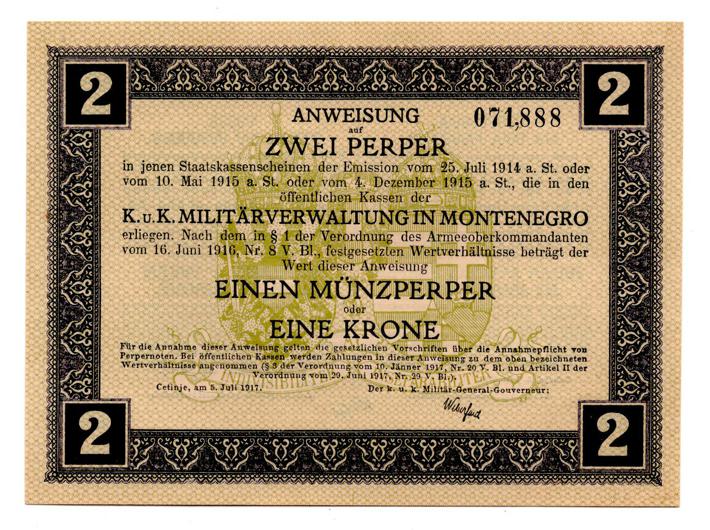 2
2
ANWEISUNG
071,888
auf
ZWEI PERPER
in jenen Staatskassenscheinen der Emission vom 25. Juli 1914 a. St. oder
vom 10. Mai 1915 a. St. oder vom 4. Dezember 1915 a. St., die in den
öffentlichen Kassen der
K. u. K. MILITÄRVERWALTUNG IN MONTENEGRO
erliegen. Nach dem in § 1 der Verordnung des Armeeoberkommandanten
vom 16. Juni 1916, Nr. 8 V. Bl., festgesetzten Wertverhältnisse beträgt der
Wert dieser Anweisung
EINEN MÜNZPERPER
oder
EINE KRONE
Für die Annahme dieser Anweisung gelten die gesetzlichen Vorschriften über die Annahmepflicht von
Perpernoten. Bei öffentlichen Kassen werden Zahlungen in dieser Anweisung zu dem oben bezeichneten
Wertverhältnisse angenommen (§ 3 der Verordnung vom 10. Jänner 1917, Nr. 20 V. Bl. und Artikel II der
Verordnung vom 29. Juni 1917, Nr. 29 V. Bl.).
Cetinje, am 5. Juli 1917.
Der k. u. k. Militär-General-Gouverneur:
2
2